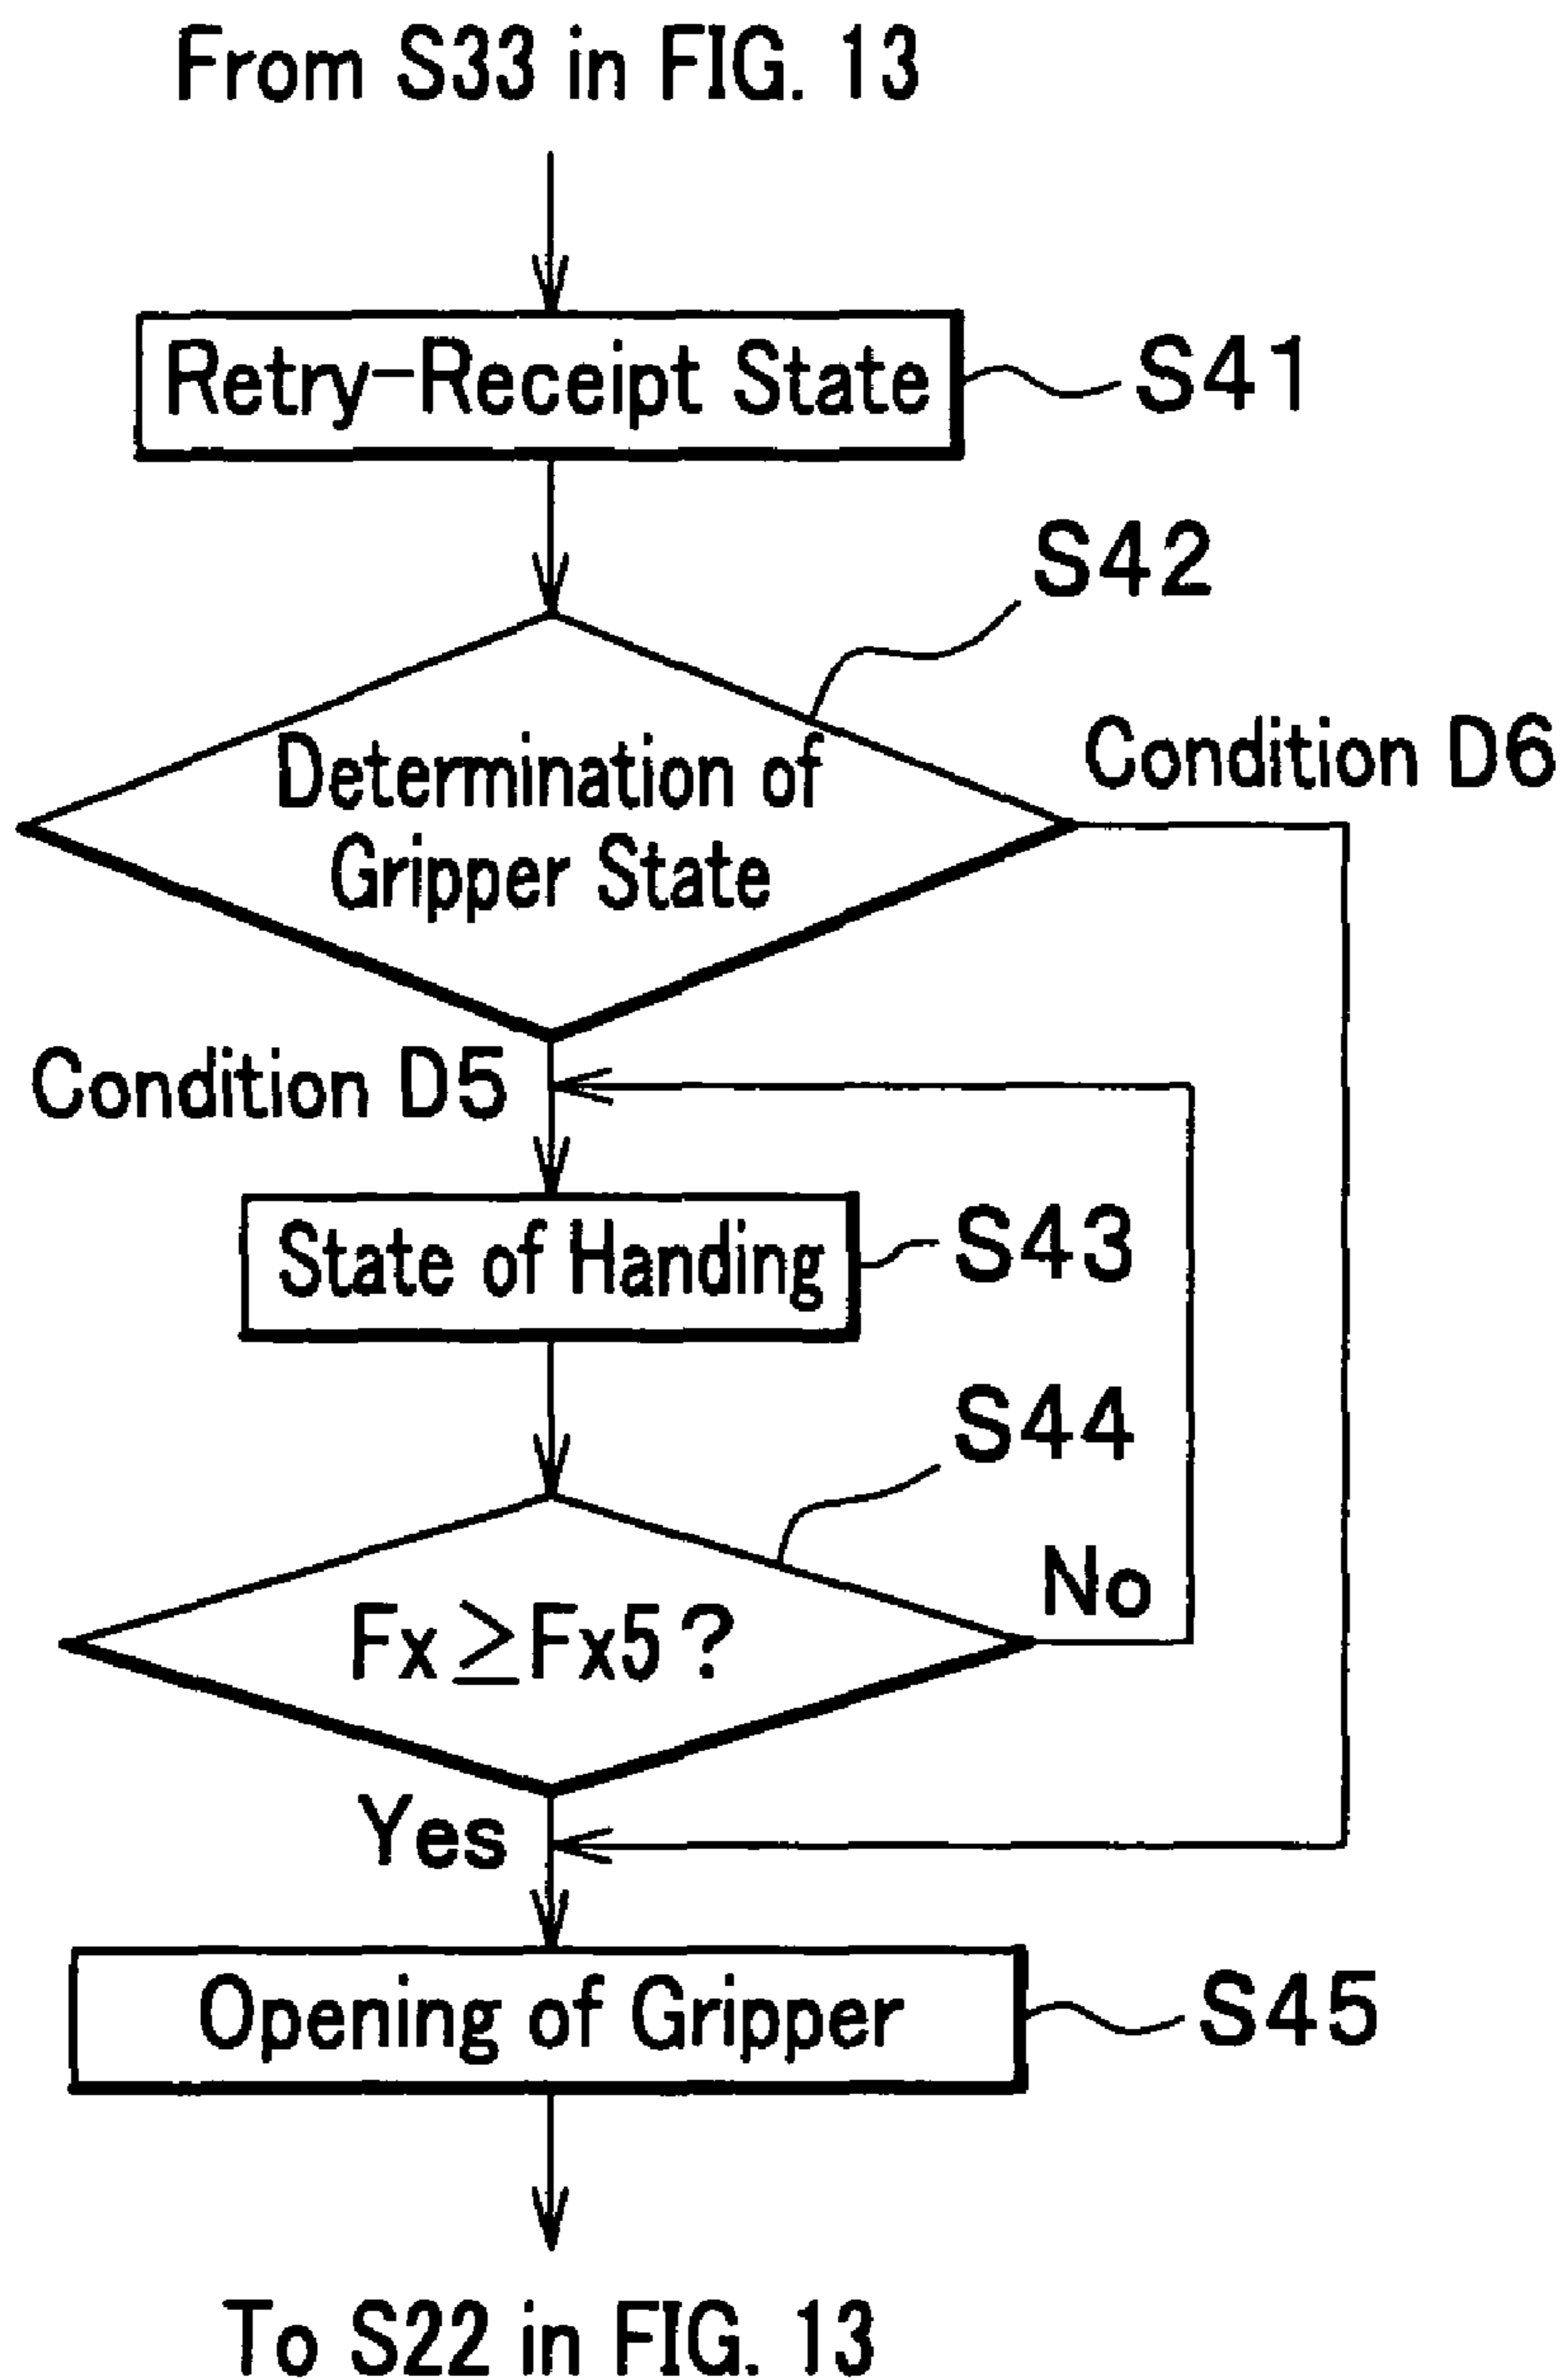 From S33 in FIG. 13
Retry-Receipt State
S41
S42
Determination of
Gripper State
Condition D6
Condition D5
State of Handing
S43
S44
Fx≥Fx5?
No
Yes
Opening of Gripper
S45
To S22 in FIG. 13